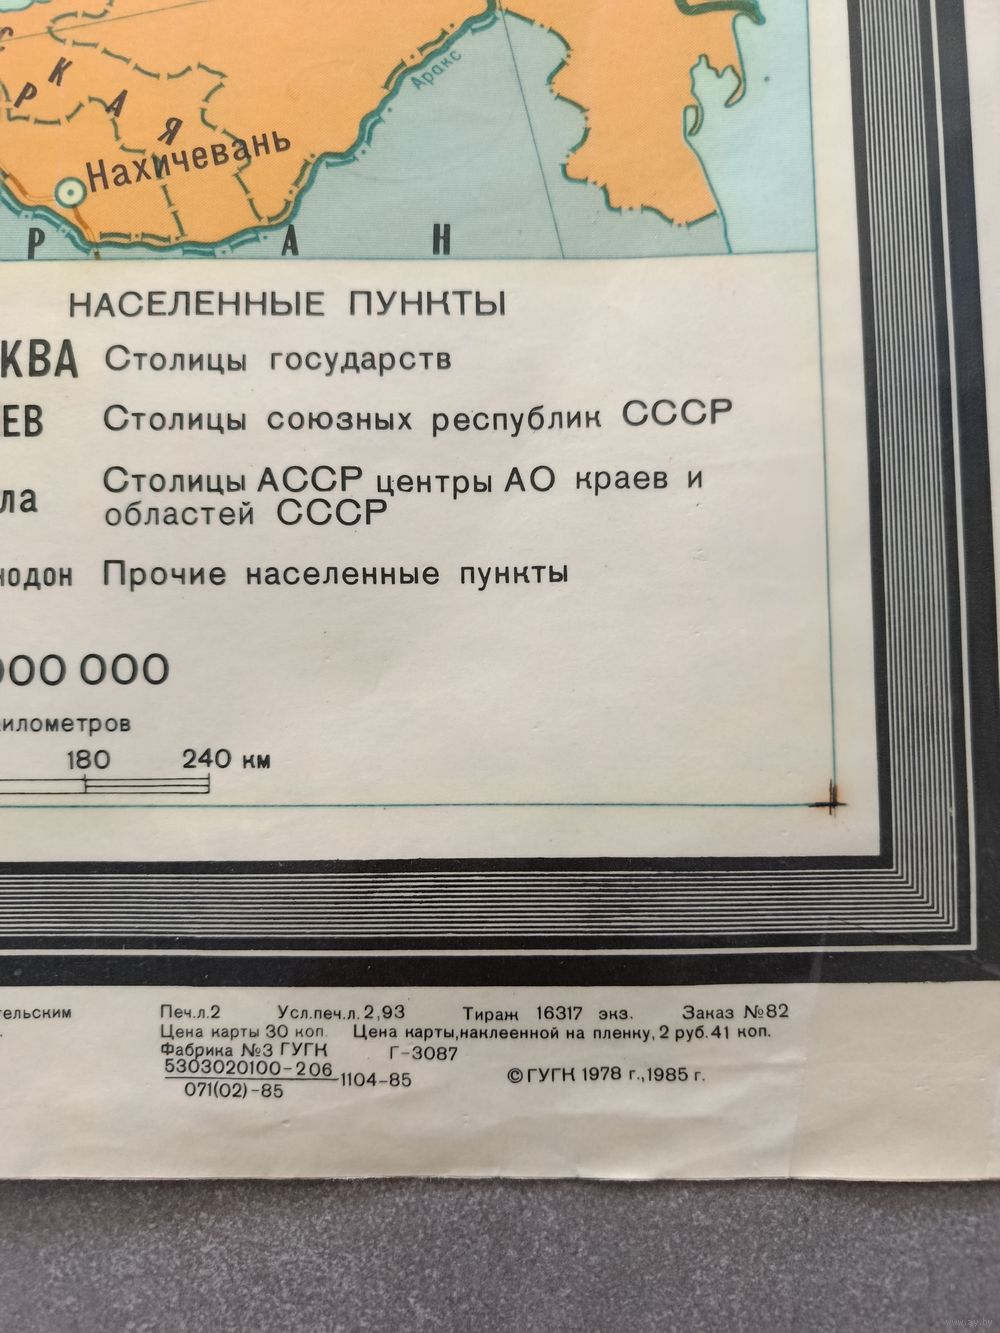 С
К
Р А
Я
Аракс
Нахичевань
Р А Н
НАСЕЛЕННЫЕ ПУНКТЫ
КВА Столицы государств
ЕВ Столицы союзных республик СССР
Столицы АССР центры АО краев и
ла областей СССР
нодон Прочие населенные пункты
000 000
илометров
180 240 км
тельским Печ.л.2 Усл.печ.л.2,93 Тираж 16317 экз. Заказ №82
Цена карты 30 коп. Цена карты,наклеенной на пленку, 2 руб.41 коп.
Фабрика №3 ГУГК Г-3087
5303020100-206
071(02)-85 1104-85 © ГУГК 1978 г.,1985 г.
www.ay.by